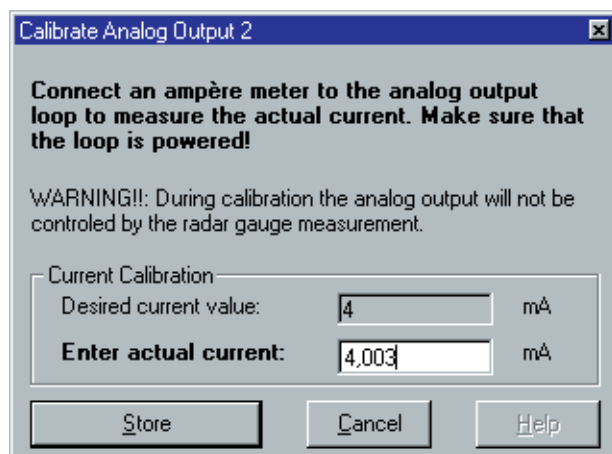 Calibrate Analog Output 2
Connect an ampère meter to the analog output
loop to measure the actual current. Make sure that
the loop is powered!
WARNING!!: During calibration the analog output will not be
controled by the radar gauge measurement.
Current Calibration
Desired current value: 4 mA
Enter actual current: 4,003 mA
Store Cancel Help